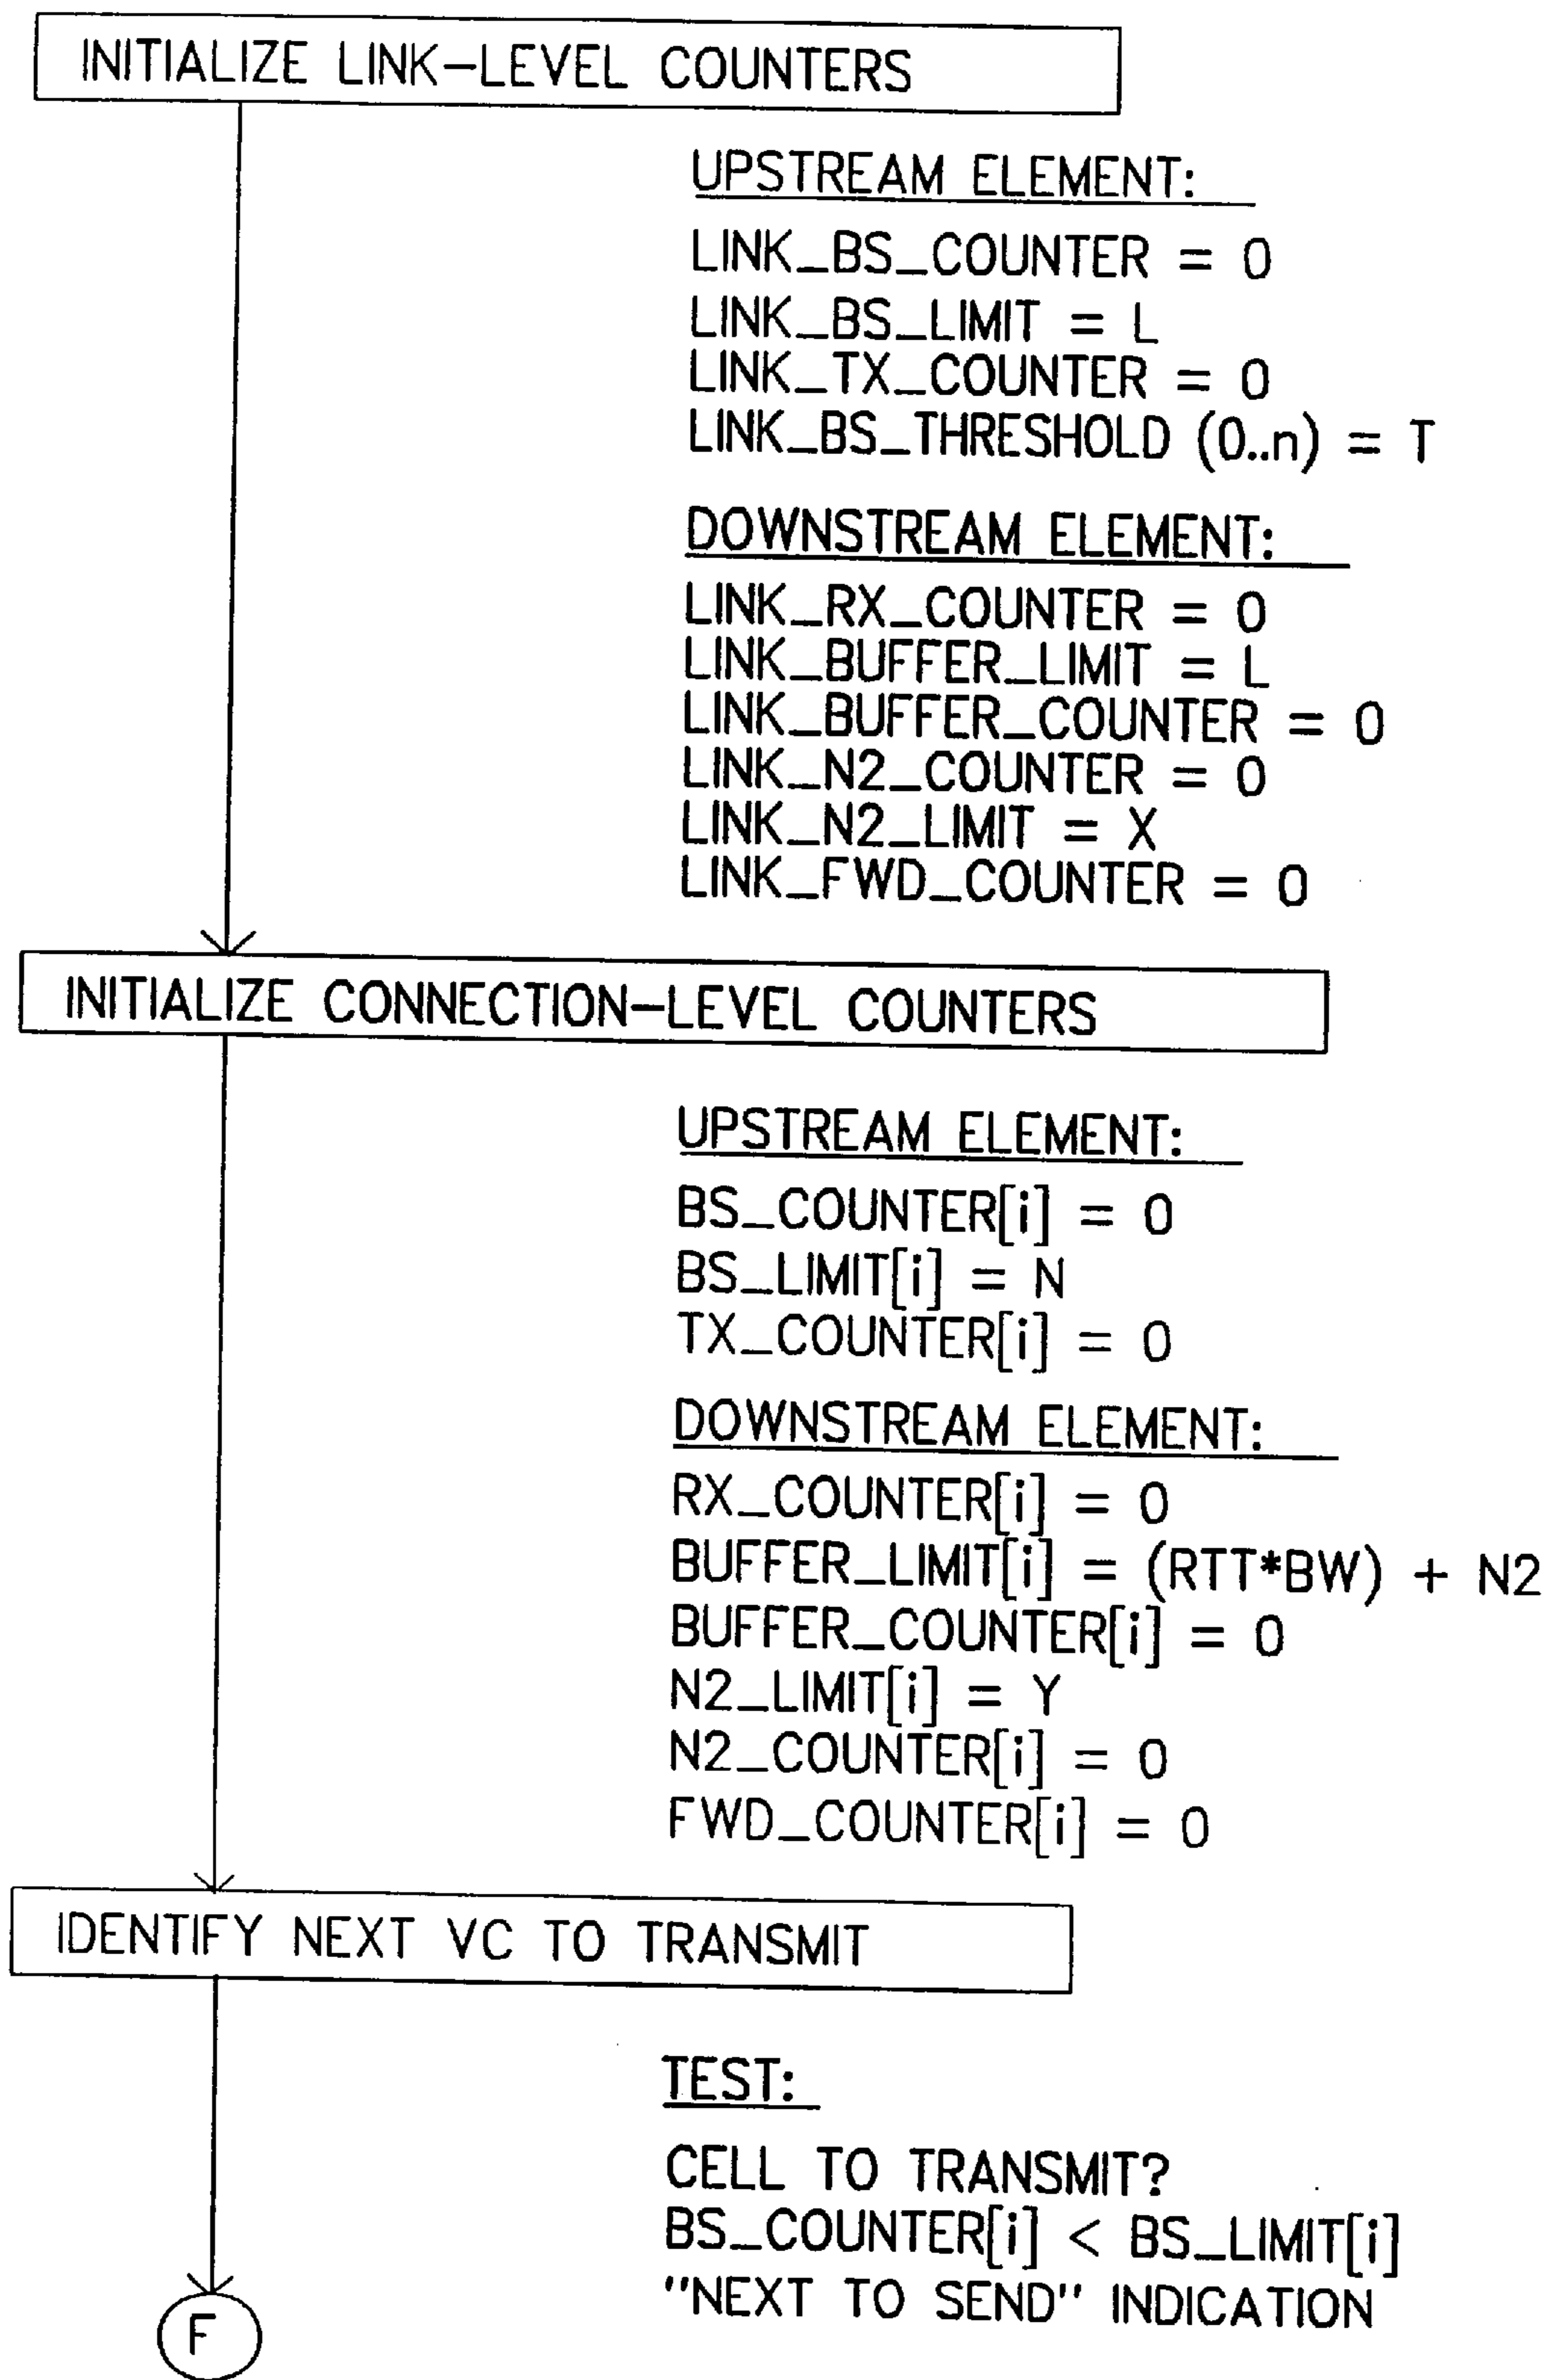 INITIALIZE LINK-LEVEL COUNTERS
UPSTREAM ELEMENT:
LINK_BS_COUNTER = 0
LINK_BS_LIMIT = L
LINK_TX_COUNTER = 0
LINK_BS_THRESHOLD (0..n) = T
DOWNSTREAM ELEMENT:
LINK_RX_COUNTER = 0
LINK_BUFFER_LIMIT = L
LINK_BUFFER_COUNTER = 0
LINK_N2_COUNTER = 0
LINK_N2_LIMIT = X
LINK_FWD_COUNTER = 0
INITIALIZE CONNECTION-LEVEL COUNTERS
UPSTREAM ELEMENT:
BS_COUNTER[i] = 0
BS_LIMIT[i] = N
TX_COUNTER[i] = 0
DOWNSTREAM ELEMENT:
RX_COUNTER[i] = 0
BUFFER_LIMIT[i] = (RTT*BW) + N2
BUFFER_COUNTER[i] = 0
N2_LIMIT[i] = Y
N2_COUNTER[i] = 0
FWD_COUNTER[i] = 0
IDENTIFY NEXT VC TO TRANSMIT
TEST:
CELL TO TRANSMIT?
BS_COUNTER[i] < BS_LIMIT[i]
"NEXT TO SEND" INDICATION
F